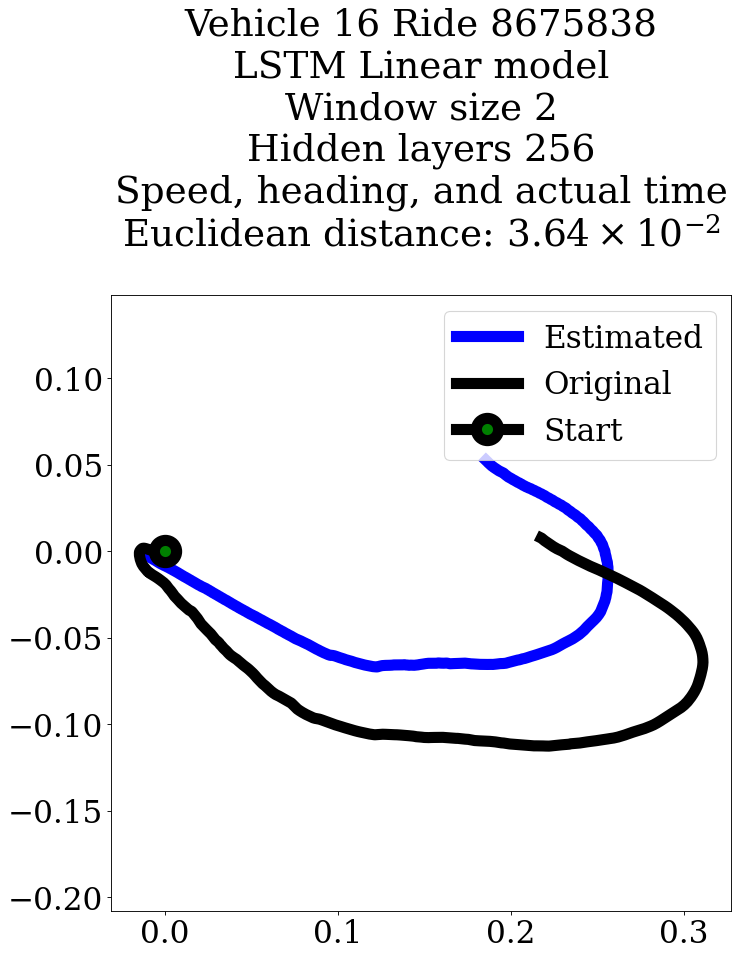 Vehicle 16 Ride 8675838
LSTM Linear model
Window size 2
Hidden layers 256
Speed, heading, and actual time
Euclidean distance: 3.64 × 10⁻²
Estimated
Original
Start
0.10
0.05
0.00
−0.05
−0.10
−0.15
−0.20
0.0 0.1 0.2 0.3